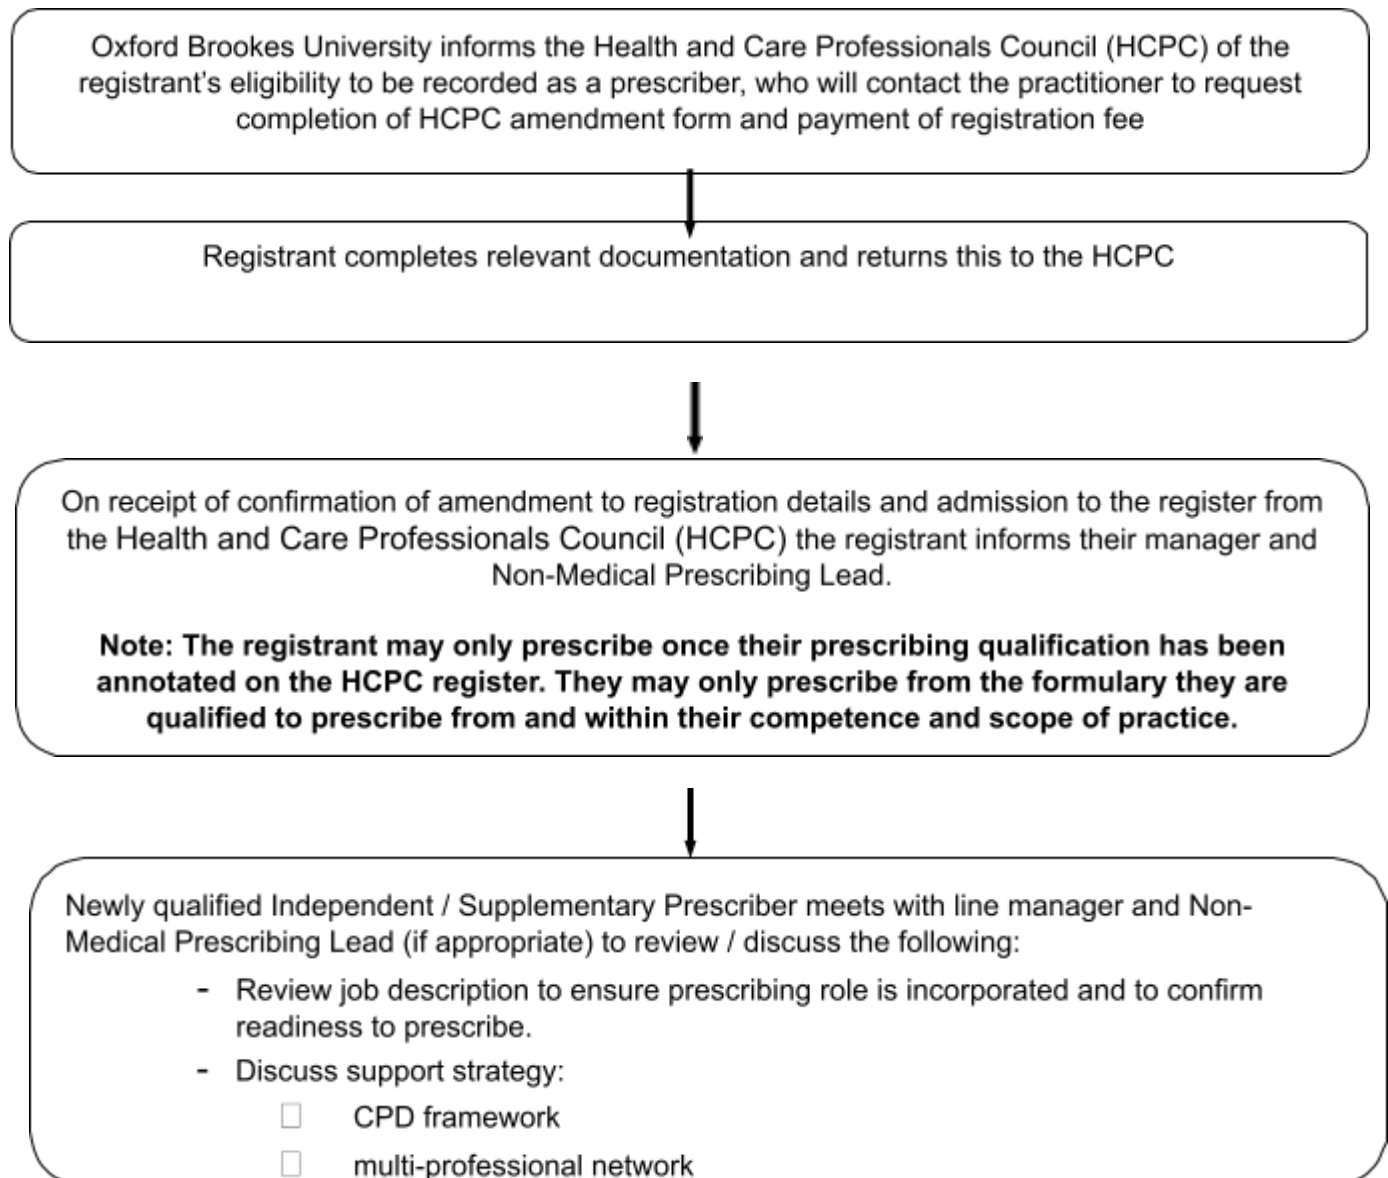 Oxford Brookes University informs the Health and Care Professionals Council (HCPC) of the
registrant’s eligibility to be recorded as a prescriber, who will contact the practitioner to request
completion of HCPC amendment form and payment of registration fee
Registrant completes relevant documentation and returns this to the HCPC
On receipt of confirmation of amendment to registration details and admission to the register from
the Health and Care Professionals Council (HCPC) the registrant informs their manager and
Non-Medical Prescribing Lead.
Note: The registrant may only prescribe once their prescribing qualification has been
annotated on the HCPC register. They may only prescribe from the formulary they are
qualified to prescribe from and within their competence and scope of practice.
Newly qualified Independent / Supplementary Prescriber meets with line manager and Non-
Medical Prescribing Lead (if appropriate) to review / discuss the following:
- Review job description to ensure prescribing role is incorporated and to confirm
readiness to prescribe.
- Discuss support strategy:
CPD framework
multi-professional network